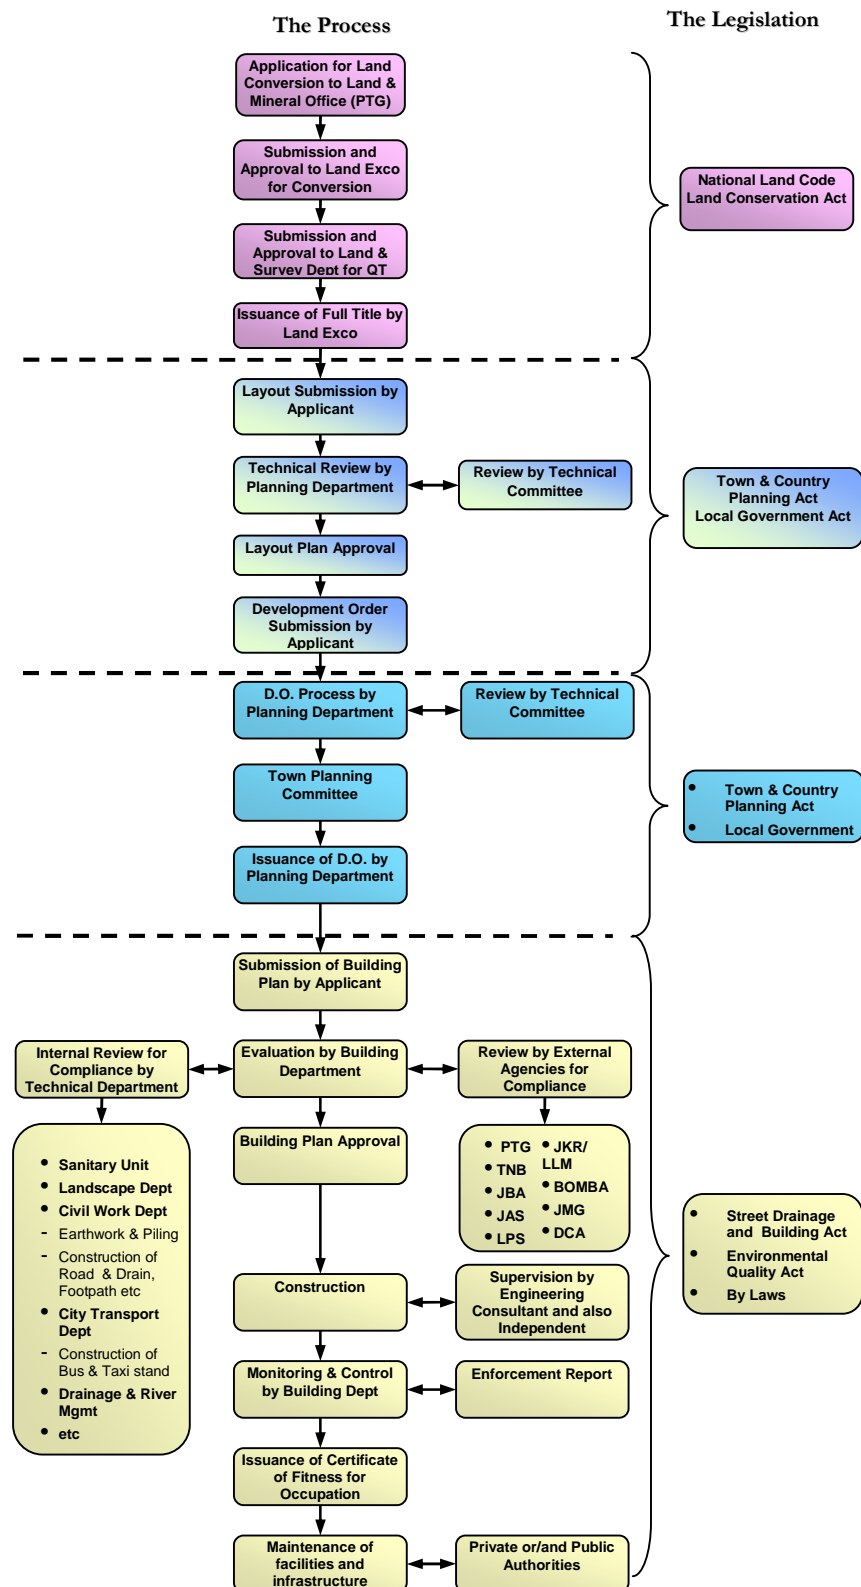 The Process
The Legislation
Application for Land
Conversion to Land &
Mineral Office (PTG)
Submission and
Approval to Land Exco
for Conversion
National Land Code
Land Conservation Act
Submission and
Approval to Land &
Survey Dept for QT
Issuance of Full Title by
Land Exco
Layout Submission by
Applicant
Technical Review by
Planning Department
Review by Technical
Committee
Town & Country
Planning Act
Local Government Act
Layout Plan Approval
Development Order
Submission by
Applicant
D.O. Process by
Planning Department
Review by Technical
Committee
Town Planning
Committee
• Town & Country
Planning Act
• Local Government
Issuance of D.O. by
Planning Department
Submission of Building
Plan by Applicant
Internal Review for
Compliance by
Technical Department
Evaluation by Building
Department
Review by External
Agencies for
Compliance
• Sanitary Unit
• Landscape Dept
• Civil Work Dept
- Earthwork & Piling
- Construction of
Road & Drain,
Footpath etc
• City Transport
Dept
- Construction of
Bus & Taxi stand
• Drainage & River
Mgmt
• etc
Building Plan Approval
• PTG
• TNB
• JBA
• JAS
• LPS
• JKR/
LLM
• BOMBA
• JMG
• DCA
• Street Drainage
and Building Act
• Environmental
Quality Act
• By Laws
Construction
Supervision by
Engineering
Consultant and also
Independent
Monitoring & Control
by Building Dept
Enforcement Report
Issuance of Certificate
of Fitness for
Occupation
Maintenance of
facilities and
infrastructure
Private or/and Public
Authorities